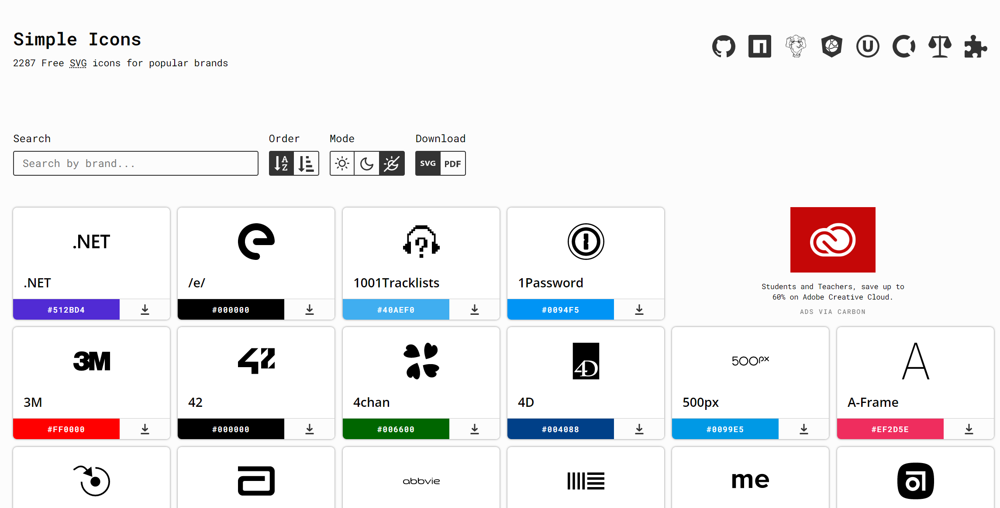 Simple Icons
2287 Free SVG icons for popular brands
Search
Order
Mode
Download
Search by brand...
A
Z
SVG
PDF
.NET
.NET
#512BD4
/e/
#000000
1001Tracklists
#40AEF0
1Password
#0094F5
Students and Teachers, save up to
60% on Adobe Creative Cloud.
ADS VIA CARBON
3M
3M
#FF0000
42
42
#000000
4chan
#006600
4D
4D
#004088
500px
500px
#0099E5
A
A-Frame
#EF2D5E
abbvie
me